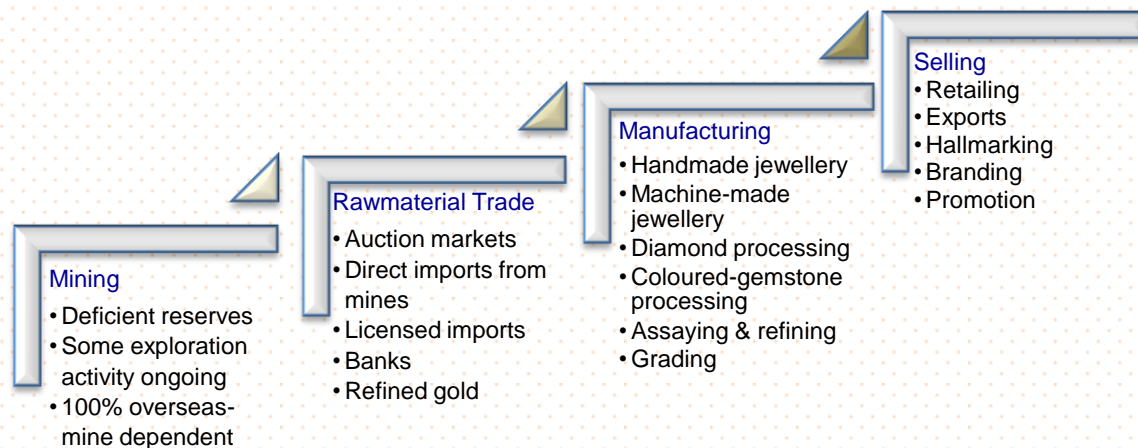 Mining
• Deficient reserves
• Some exploration
activity ongoing
• 100% overseas-
mine dependent
Rawmaterial Trade
• Auction markets
• Direct imports from
mines
• Licensed imports
• Banks
• Refined gold
Manufacturing
• Handmade jewellery
• Machine-made
jewellery
• Diamond processing
• Coloured-gemstone
processing
• Assaying & refining
• Grading
Selling
• Retailing
• Exports
• Hallmarking
• Branding
• Promotion